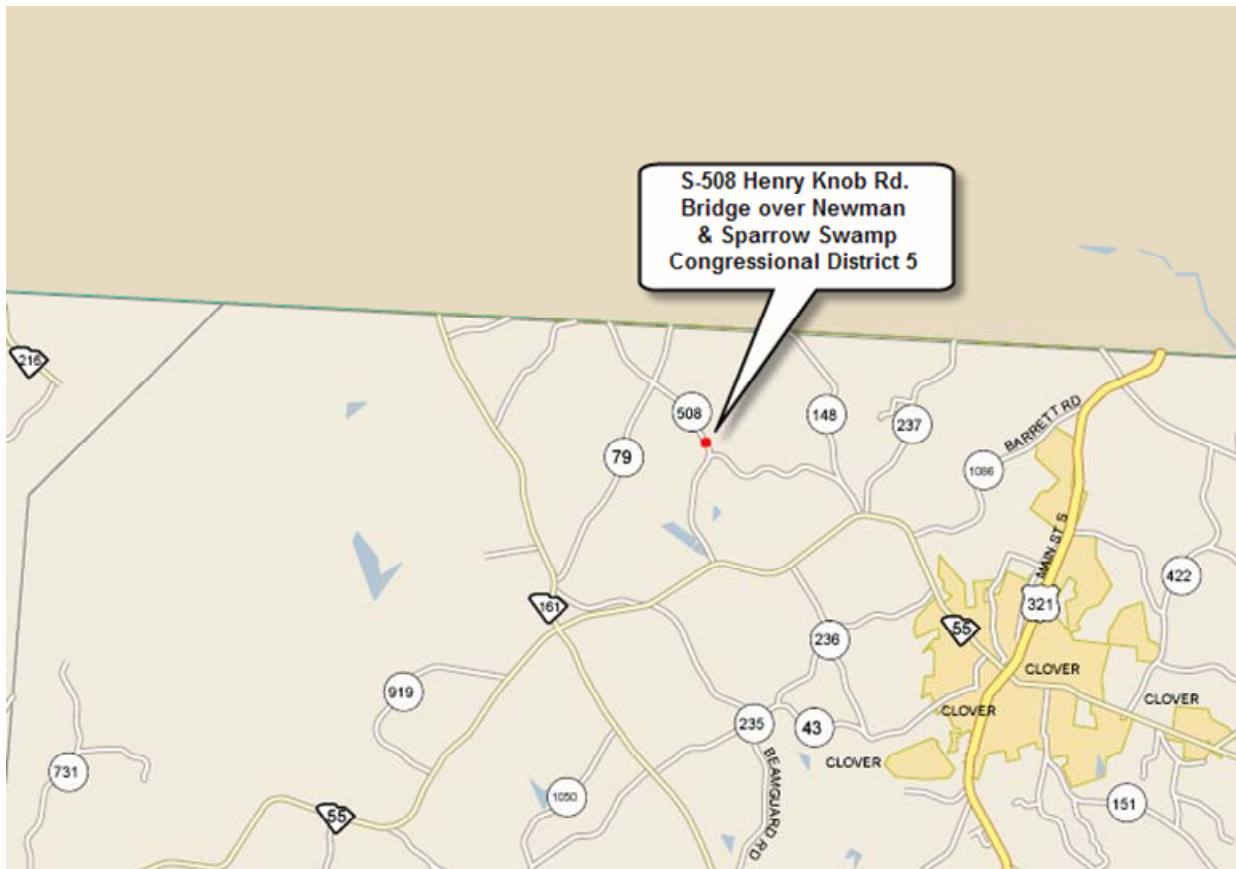 S-508 Henry Knob Rd.
Bridge over Newman
& Sparrow Swamp
Congressional District 5
216
508
148
237
BARRETT RD
79
1086
MAIN ST S
422
161
321
55
236
CLOVER
919
CLOVER
CLOVER
235
43
CLOVER
731
BEAMGUARD RD
1050
151
55